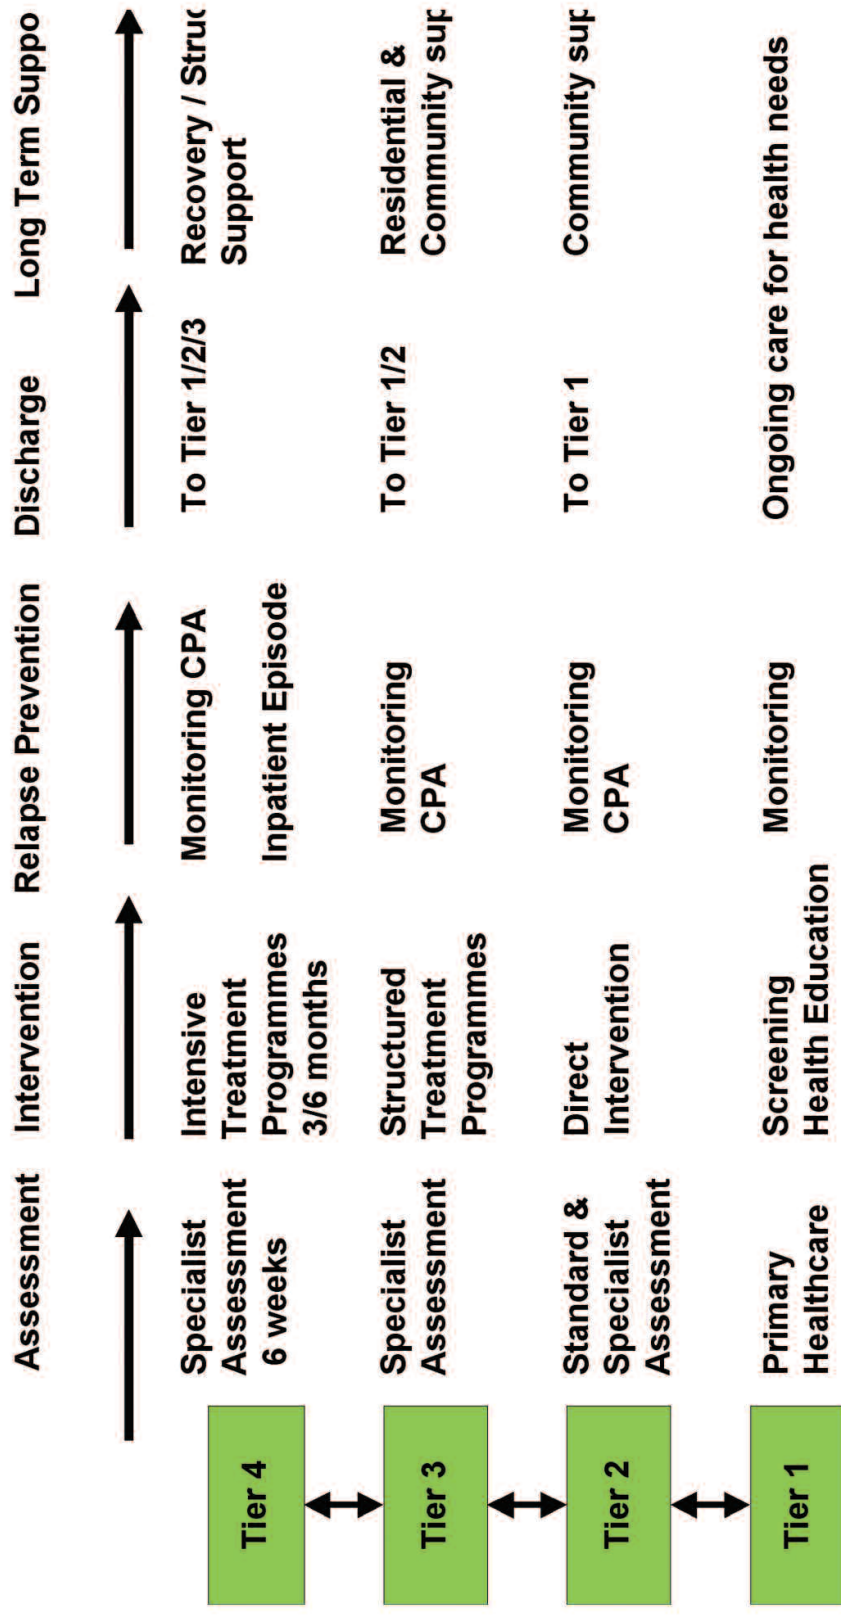 Assessment
Intervention
Relapse Prevention
Discharge
Long Term Suppo
Tier 4
Specialist
Assessment
6 weeks
Intensive
Treatment
Programmes
3/6 months
Monitoring CPA
Inpatient Episode
To Tier 1/2/3
Recovery / Struc
Support
Tier 3
Specialist
Assessment
Structured
Treatment
Programmes
Monitoring
CPA
To Tier 1/2
Residential &
Community sup
Tier 2
Standard &
Specialist
Assessment
Direct
Intervention
Monitoring
CPA
To Tier 1
Community sup
Tier 1
Primary
Healthcare
Screening
Health Education
Monitoring
Ongoing care for health needs